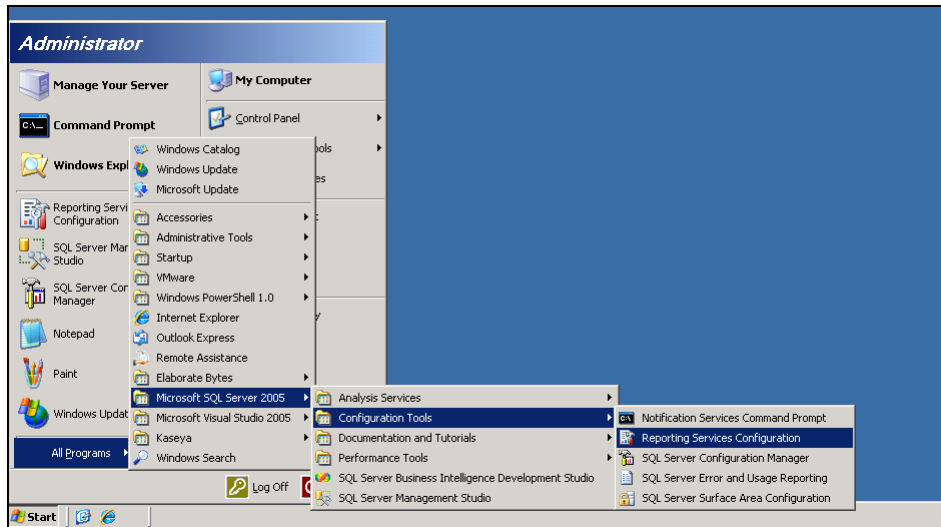 Administrator
Manage Your Server
Command Prompt
Windows Expl
Reporting Servi
Configuration
SQL Server Man
Studio
SQL Server Con
Manager
Notepad
Paint
Windows Updat
All Programs
My Computer
Control Panel
ools
es
Windows Catalog
Windows Update
Microsoft Update
Accessories
Administrative Tools
Startup
VMware
Windows PowerShell 1.0
Internet Explorer
Outlook Express
Remote Assistance
Elaborate Bytes
Microsoft SQL Server 2005
Microsoft Visual Studio 2005
Kaseya
Windows Search
Analysis Services
Configuration Tools
Documentation and Tutorials
Performance Tools
SQL Server Business Intelligence Development Studio
SQL Server Management Studio
Notification Services Command Prompt
Reporting Services Configuration
SQL Server Configuration Manager
SQL Server Error and Usage Reporting
SQL Server Surface Area Configuration
Log Off
Start